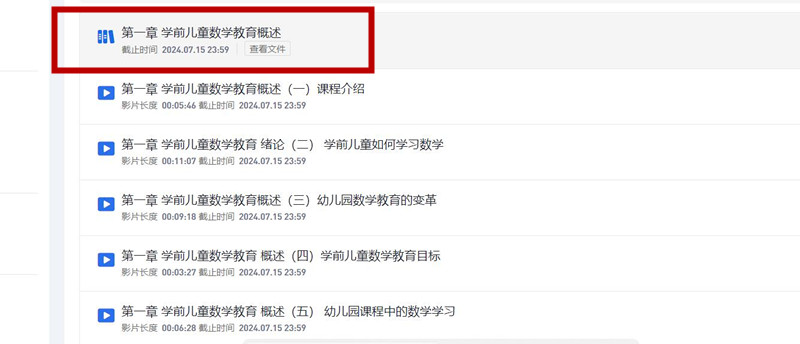 第一章 学前儿童数学教育概述
截止时间 2024.07.15 23:59 查看文件
第一章 学前儿童数学教育概述（一）课程介绍
影片长度 00:05:46 截止时间 2024.07.15 23:59
第一章 学前儿童数学教育 绪论（二） 学前儿童如何学习数学
影片长度 00:11:07 截止时间 2024.07.15 23:59
第一章 学前儿童数学教育概述（三）幼儿园数学教育的变革
影片长度 00:09:18 截止时间 2024.07.15 23:59
第一章 学前儿童数学教育 概述（四）学前儿童数学教育目标
影片长度 00:03:27 截止时间 2024.07.15 23:59
第一章 学前儿童数学教育 概述（五） 幼儿园课程中的数学学习
影片长度 00:06:28 截止时间 2024.07.15 23:59